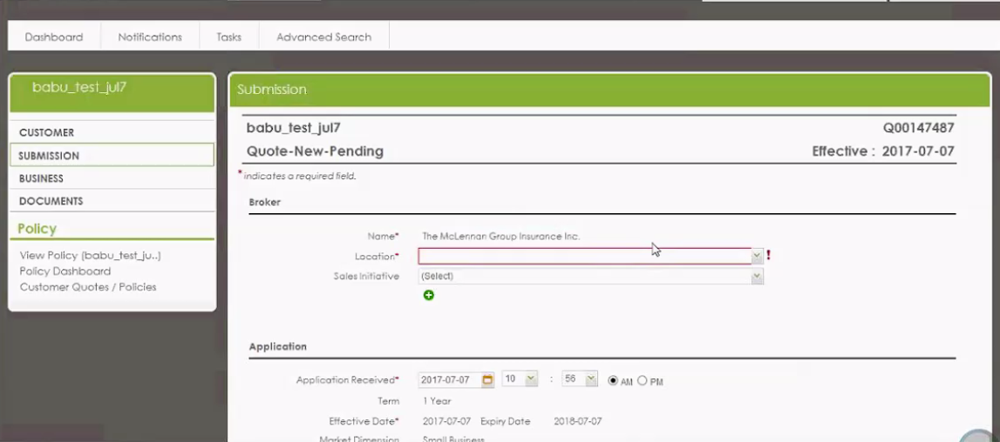 Dashboard Notifications Tasks Advanced Search
babu_test_jul7
CUSTOMER
SUBMISSION
BUSINESS
DOCUMENTS
Policy
View Policy (babu_test_ju..)
Policy Dashboard
Customer Quotes / Policies
Submission
babu_test_jul7 Q00147487
Quote-New-Pending Effective : 2017-07-07
* indicates a required field.
Broker
Name* The McLennan Group Insurance Inc.
Location* !
Sales Initiative (Select)
Application
Application Received* 2017-07-07 10 : 56 AM PM
Term 1 Year
Effective Date* 2017-07-07 Expiry Date 2018-07-07
Market Dimension Small Business